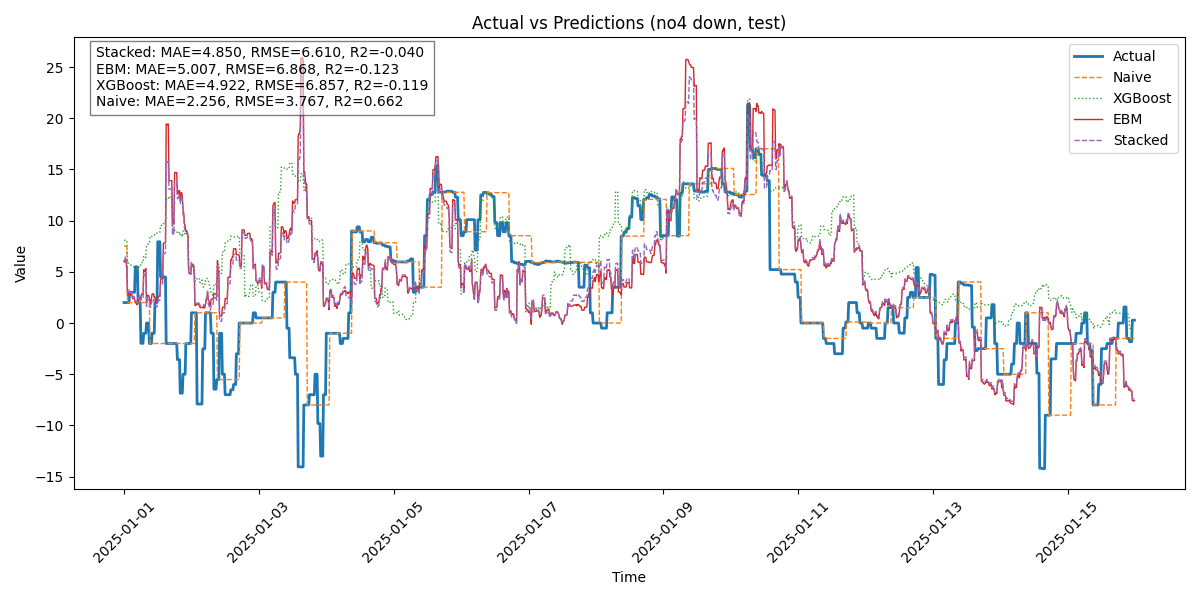 Actual vs Predictions (no4 down, test)
Stacked: MAE=4.850, RMSE=6.610, R2=-0.040
EBM: MAE=5.007, RMSE=6.868, R2=-0.123
XGBoost: MAE=4.922, RMSE=6.857, R2=-0.119
Naive: MAE=2.256, RMSE=3.767, R2=0.662
Actual
Naive
XGBoost
EBM
Stacked
Value
25
20
15
10
5
0
−5
−10
−15
2025-01-01
2025-01-03
2025-01-05
2025-01-07
2025-01-09
2025-01-11
2025-01-13
2025-01-15
Time